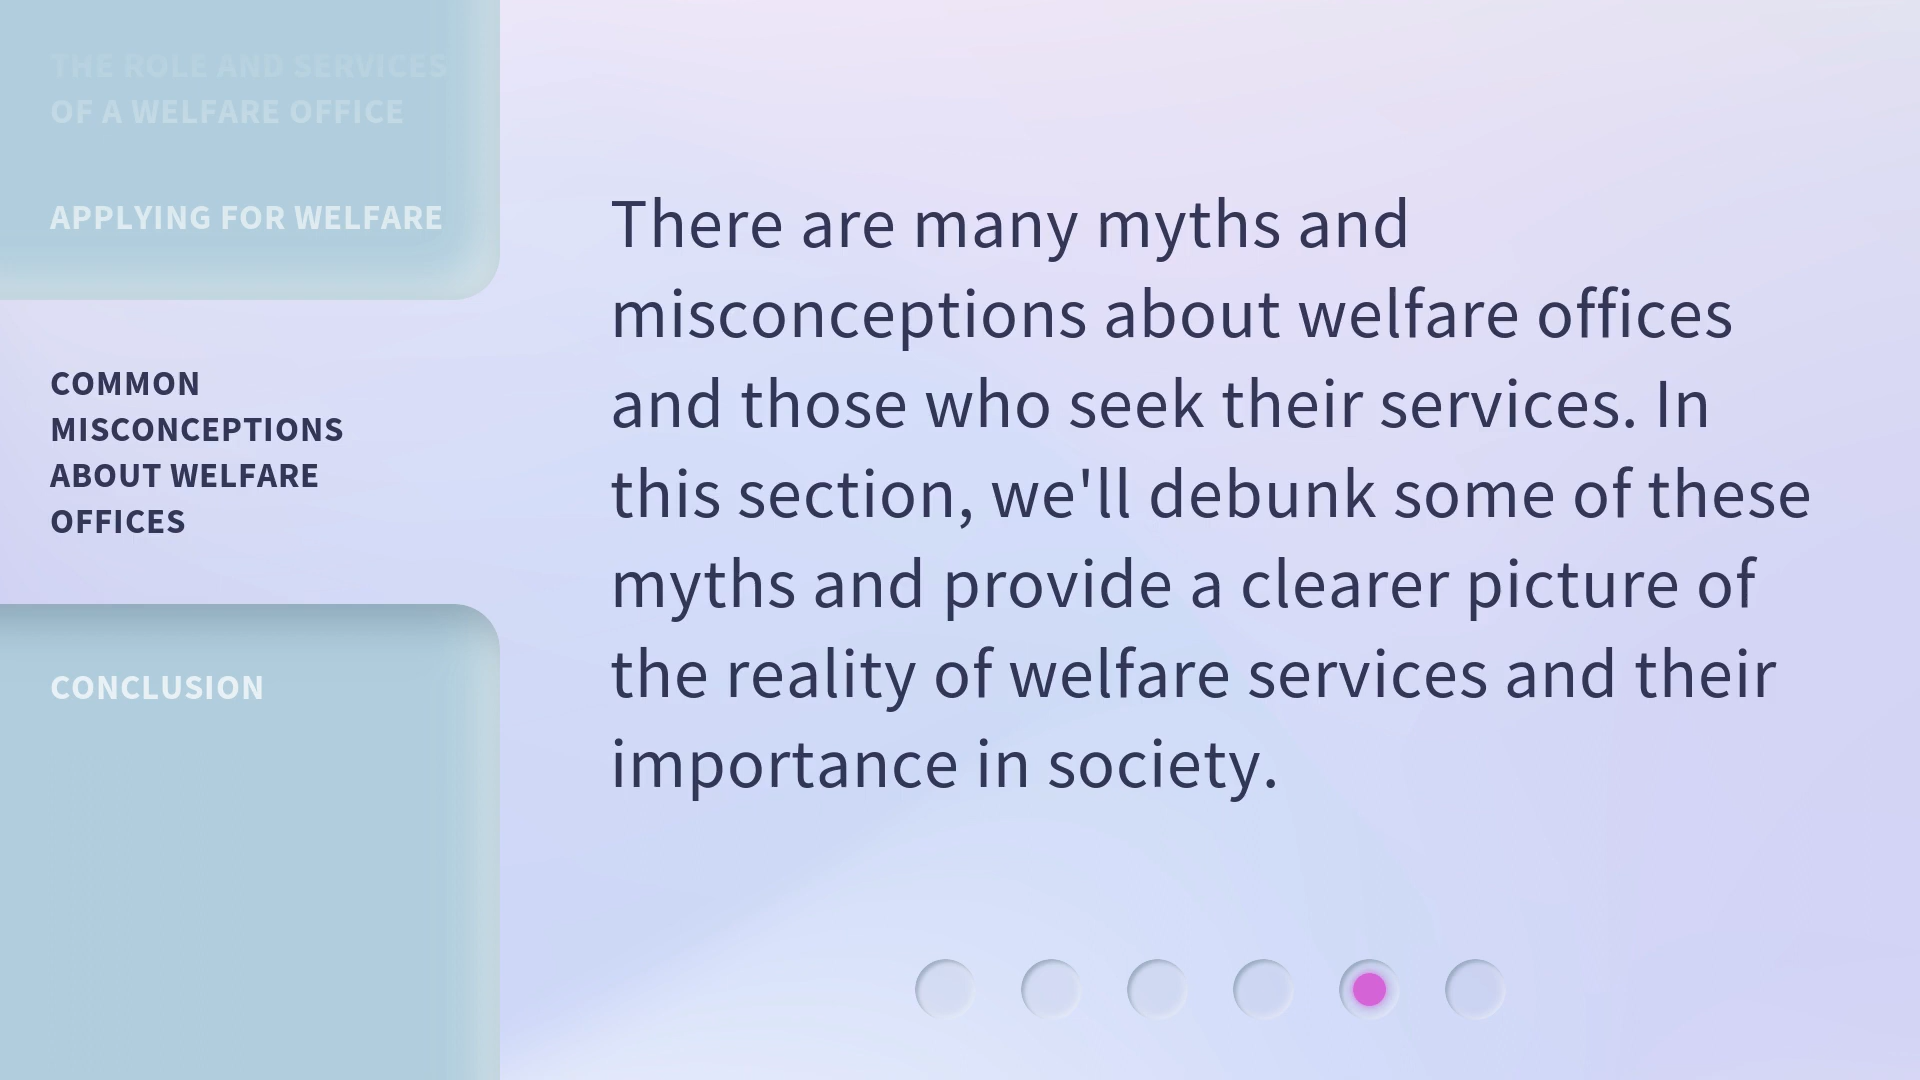 THE ROLE AND SERVICES
OF A WELFARE OFFICE
APPLYING FOR WELFARE
COMMON
MISCONCEPTIONS
ABOUT WELFARE
OFFICES
CONCLUSION
There are many myths and
misconceptions about welfare offices
and those who seek their services. In
this section, we'll debunk some of these
myths and provide a clearer picture of
the reality of welfare services and their
importance in society.